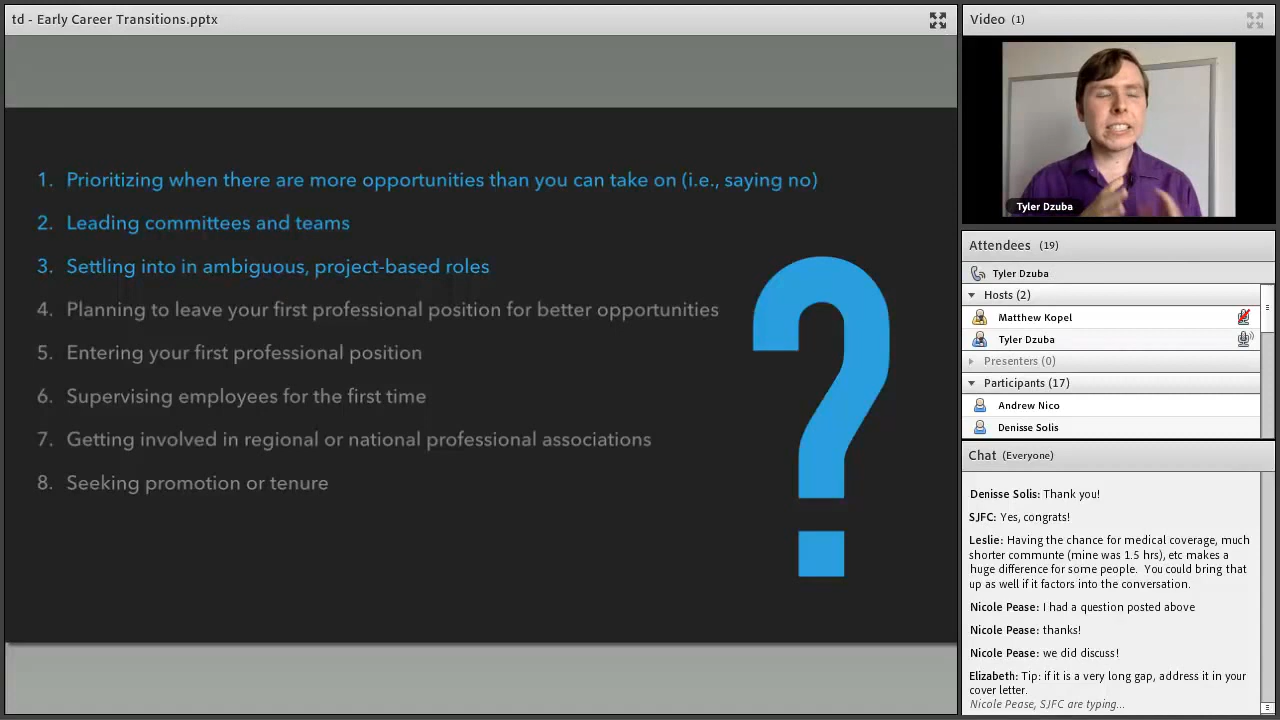 td - Early Career Transitions.pptx
1. Prioritizing when there are more opportunities than you can take on (i.e., saying no)
2. Leading committees and teams
3. Settling into in ambiguous, project-based roles
4. Planning to leave your first professional position for better opportunities
5. Entering your first professional position
6. Supervising employees for the first time
7. Getting involved in regional or national professional associations
8. Seeking promotion or tenure
?
Video (1)
Tyler Dzuba
Attendees (19)
Tyler Dzuba
Hosts (2)
Matthew Kopel
Tyler Dzuba
Presenters (0)
Participants (17)
Andrew Nico
Denisse Solis
Chat (Everyone)
Denisse Solis: Thank you!
SJFC: Yes, congrats!
Leslie: Having the chance for medical coverage, much
shorter communte (mine was 1.5 hrs), etc makes a
huge difference for some people. You could bring that
up as well if it factors into the conversation.
Nicole Pease: I had a question posted above
Nicole Pease: thanks!
Nicole Pease: we did discuss!
Elizabeth: Tip: if it is a very long gap, address it in your
cover letter.
Nicole Pease, SJFC are typing...